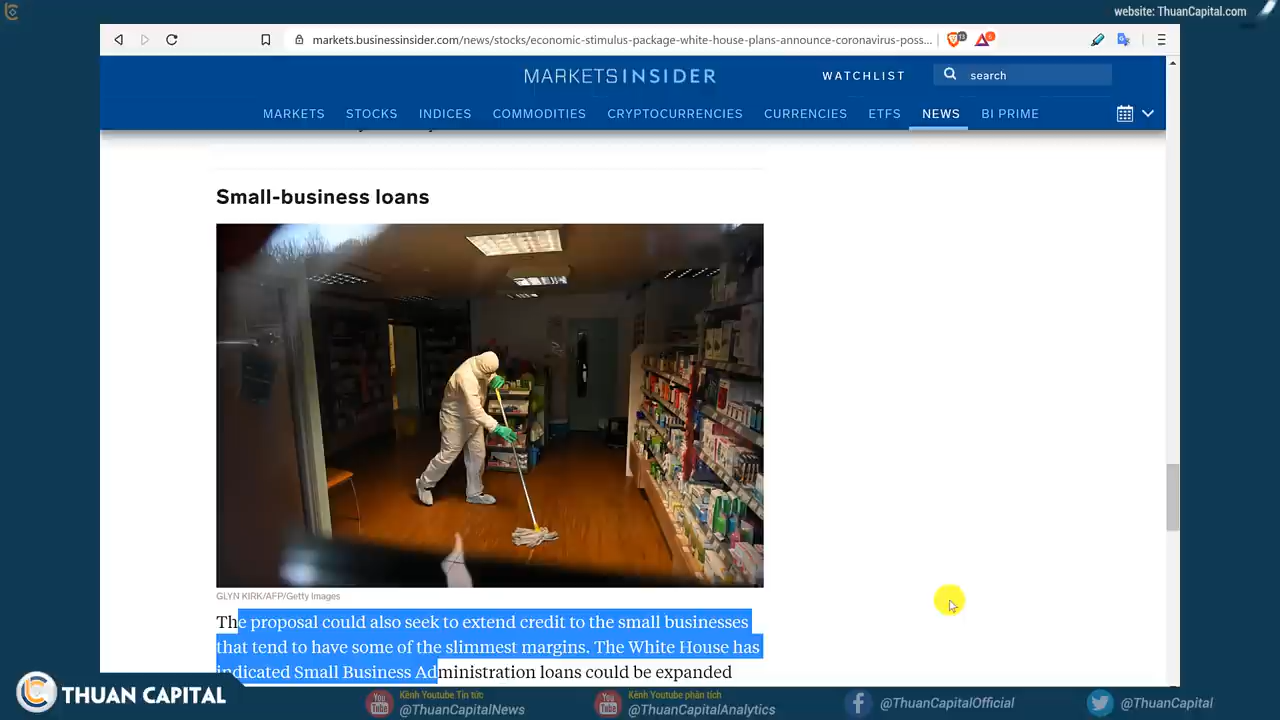 website: ThuanCapital.com
markets.businessinsider.com/news/stocks/economic-stimulus-package-white-house-plans-announce-coronavirus-poss...
MARKETS INSIDER
WATCHLIST
search
MARKETS STOCKS INDICES COMMODITIES CRYPTOCURRENCIES CURRENCIES ETFS NEWS BI PRIME
Small-business loans
GLYN KIRK/AFP/Getty Images
The proposal could also seek to extend credit to the small businesses
that tend to have some of the slimmest margins. The White House has
indicated Small Business Administration loans could be expanded
THUAN CAPITAL
Kênh Youtube Tin tức
@ThuanCapitalNews
Kênh Youtube phân tích
@ThuanCapitalAnalytics
@ThuanCapitalOfficial
@ThuanCapital